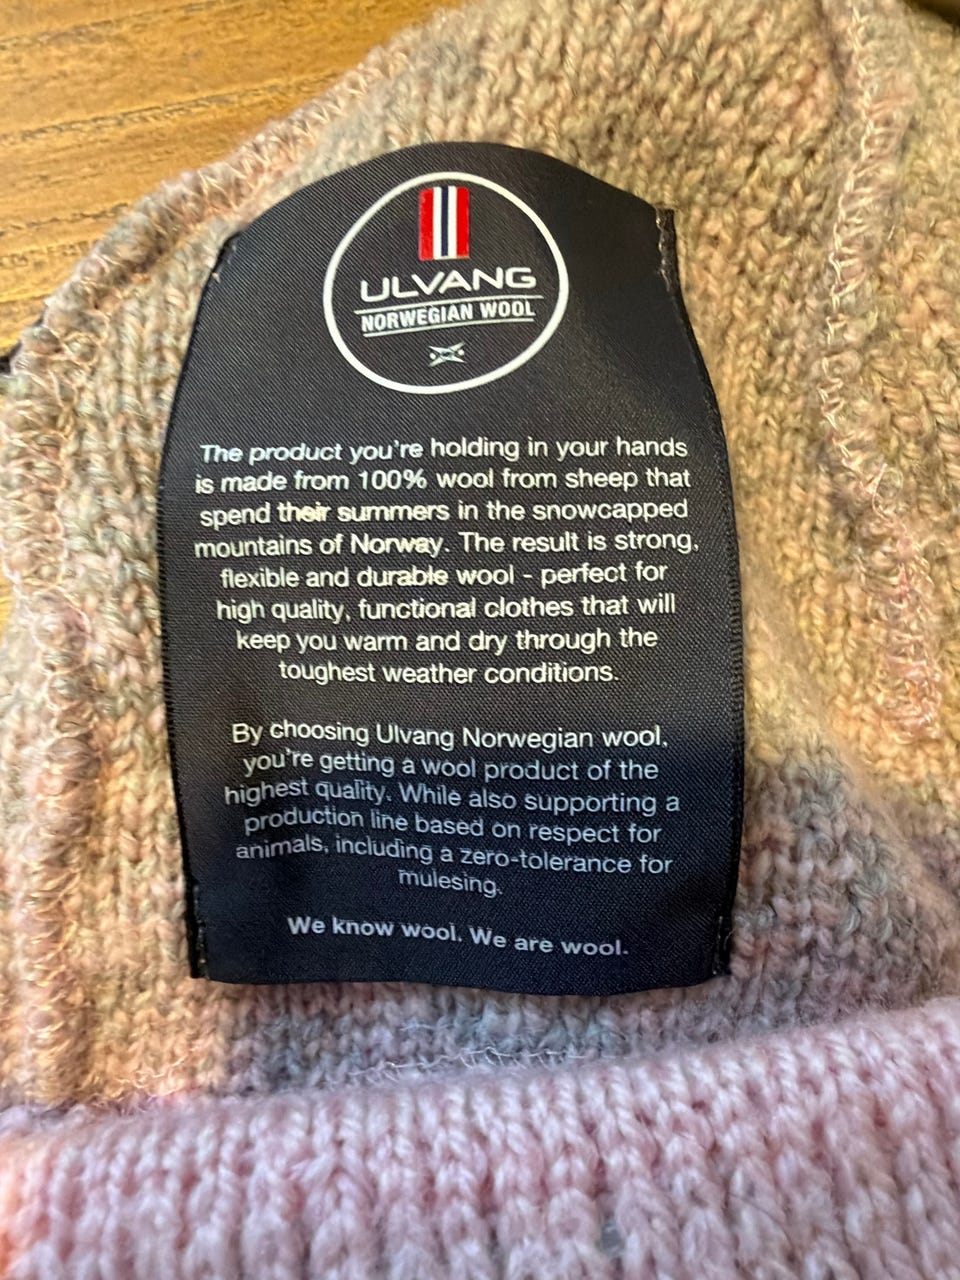 ULVANG
NORWEGIAN WOOL
The product you're holding in your hands
is made from 100% wool from sheep that
spend their summers in the snowcapped
mountains of Norway. The result is strong,
flexible and durable wool - perfect for
high quality, functional clothes that will
keep you warm and dry through the
toughest weather conditions.
By choosing Ulvang Norwegian wool,
you're getting a wool product of the
highest quality. While also supporting a
production line based on respect for
animals, including a zero-tolerance for
mulesing.
We know wool. We are wool.